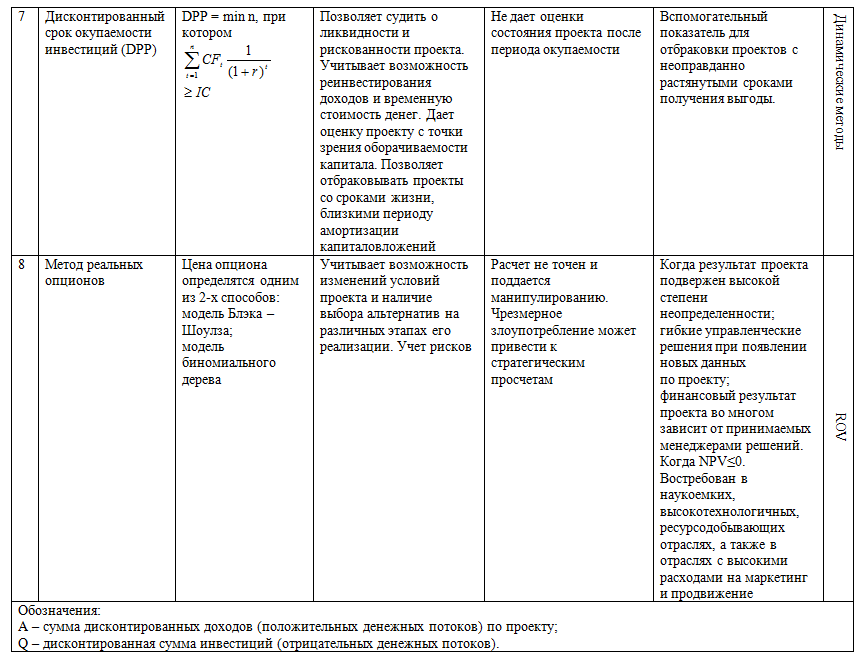 7
Дисконтированный
срок окупаемости
инвестиций (DPP)
DPP = min n, при
котором
n
∑ CF_t 1/(1 + r)^t
t=1
≥ IC
Позволяет судить о
ликвидности и
рискованности проекта.
Учитывает возможность
реинвестирования
доходов и временную
стоимость денег. Дает
оценку проекту с точки
зрения оборачиваемости
капитала. Позволяет
отбраковывать проекты
со сроками жизни,
близкими периоду
амортизации
капиталовложений
Не дает оценки
состояния проекта после
периода окупаемости
Вспомогательный
показатель для
отбраковки проектов с
неоправданно
растянутыми сроками
получения выгоды.
Динамические методы
8
Метод реальных
опционов
Цена опциона
определятся одним
из 2-х способов:
модель Блэка –
Шоулза;
модель
биномиального
дерева
Учитывает возможность
изменений условий
проекта и наличие
выбора альтернатив на
различных этапах его
реализации. Учет рисков
Расчет не точен и
поддается
манипулированию.
Чрезмерное
злоупотребление может
привести к
стратегическим
просчетам
Когда результат проекта
подвержен высокой
степени
неопределенности;
гибкие управленческие
решения при появлении
новых данных
по проекту;
финансовый результат
проекта во многом
зависит от принимаемых
менеджерами решений.
Когда NPV≤0.
Востребован в
наукоемких,
высокотехнологичных,
ресурсодобывающих
отраслях, а также в
отраслях с высокими
расходами на маркетинг
и продвижение
ROV
Обозначения:
A – сумма дисконтированных доходов (положительных денежных потоков) по проекту;
Q – дисконтированная сумма инвестиций (отрицательных денежных потоков).